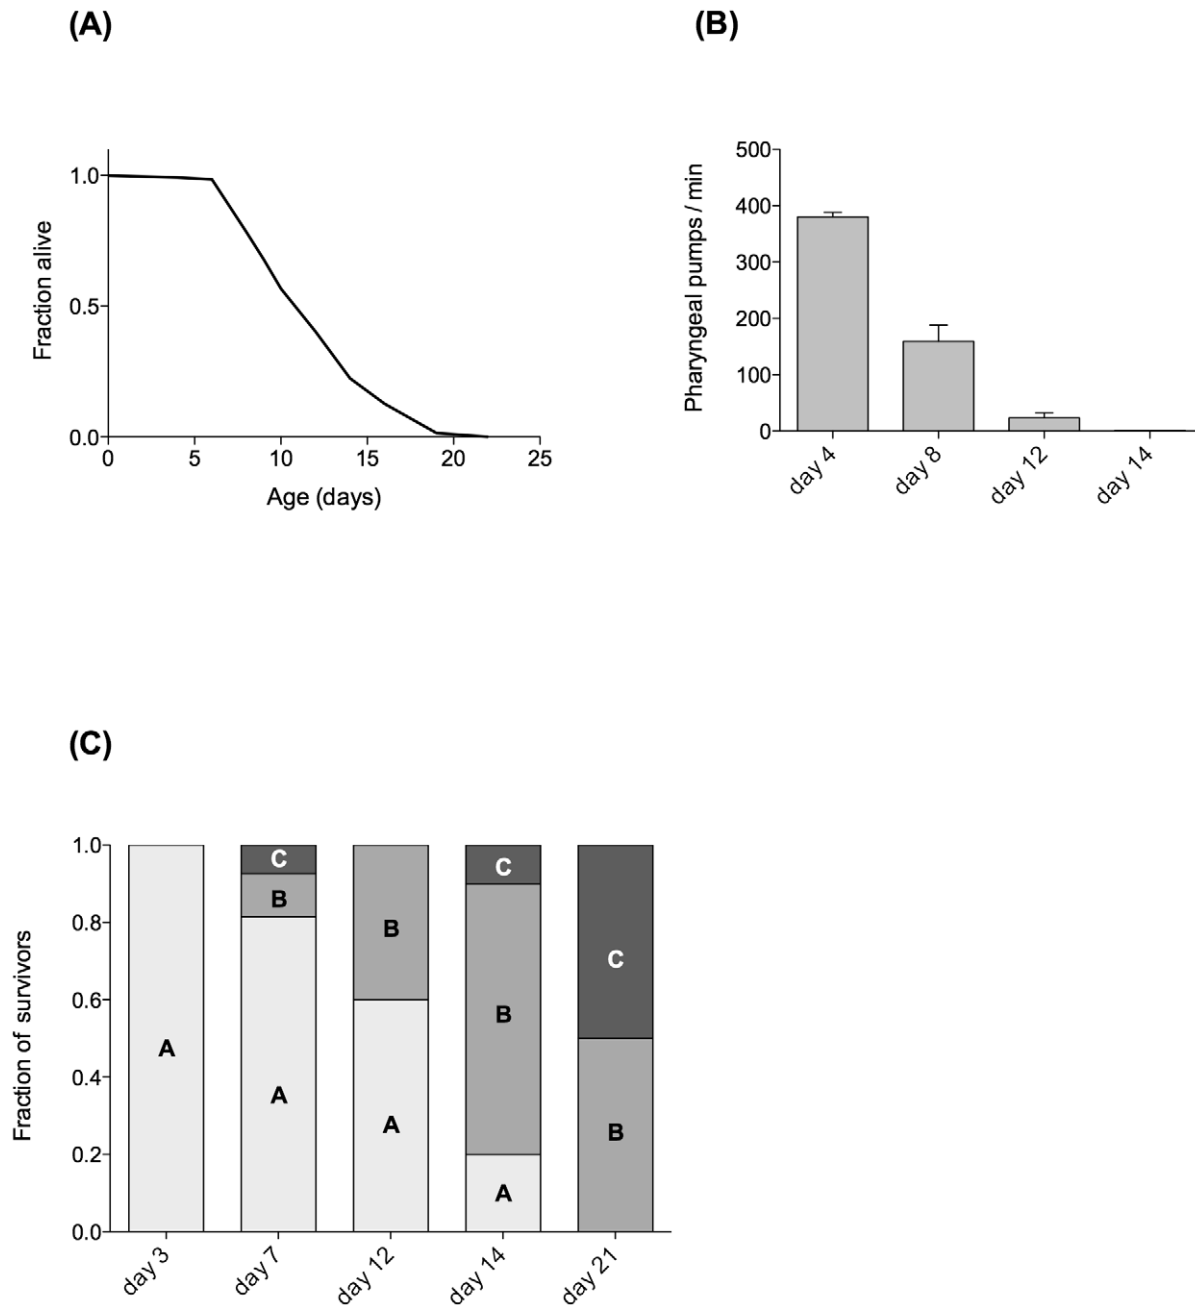 (A)
(B)
Fraction alive
1.0
0.5
0.0
0 5 10 15 20 25
Age (days)
Pharyngeal pumps / min
500
400
300
200
100
0
day 4 day 8 day 12 day 14
(C)
Fraction of survivors
1.0
0.8
0.6
0.4
0.2
0.0
A
C
B
A
B
A
C
B
A
C
B
day 3 day 7 day 12 day 14 day 21